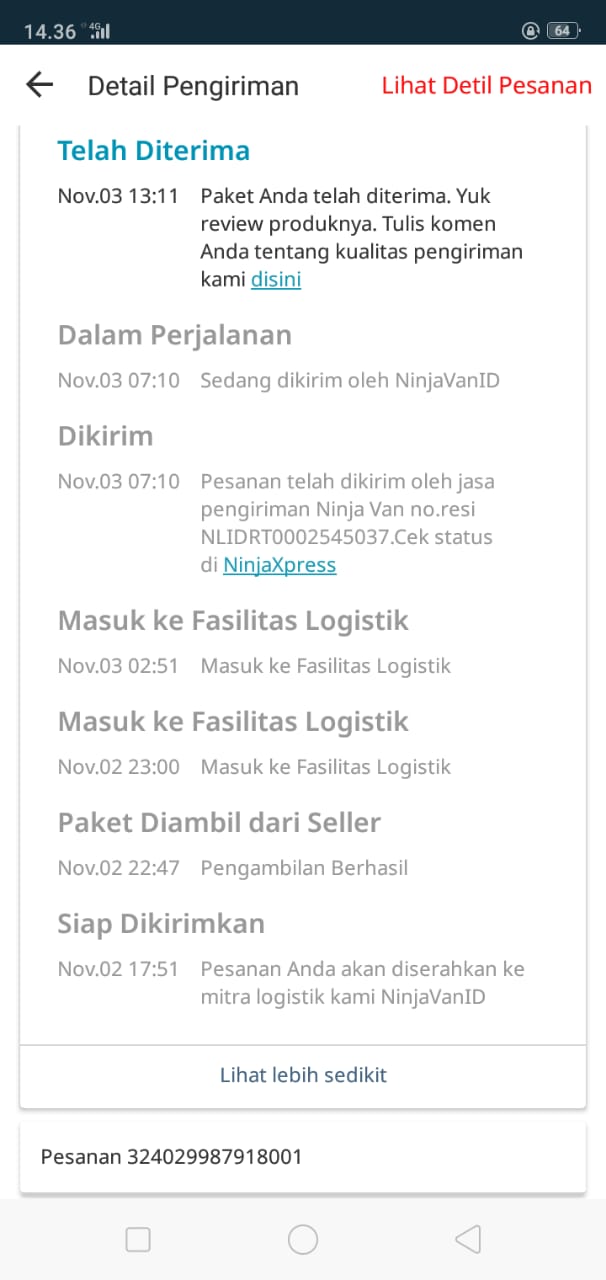 14.36 4G 64
Detail Pengiriman Lihat Detil Pesanan
Telah Diterima
Nov.03 13:11 Paket Anda telah diterima. Yuk
review produknya. Tulis komen
Anda tentang kualitas pengiriman
kami disini
Dalam Perjalanan
Nov.03 07:10 Sedang dikirim oleh NinjaVanID
Dikirim
Nov.03 07:10 Pesanan telah dikirim oleh jasa
pengiriman Ninja Van no.resi
NLIDRT0002545037.Cek status
di NinjaXpress
Masuk ke Fasilitas Logistik
Nov.03 02:51 Masuk ke Fasilitas Logistik
Masuk ke Fasilitas Logistik
Nov.02 23:00 Masuk ke Fasilitas Logistik
Paket Diambil dari Seller
Nov.02 22:47 Pengambilan Berhasil
Siap Dikirimkan
Nov.02 17:51 Pesanan Anda akan diserahkan ke
mitra logistik kami NinjaVanID
Lihat lebih sedikit
Pesanan 324029987918001